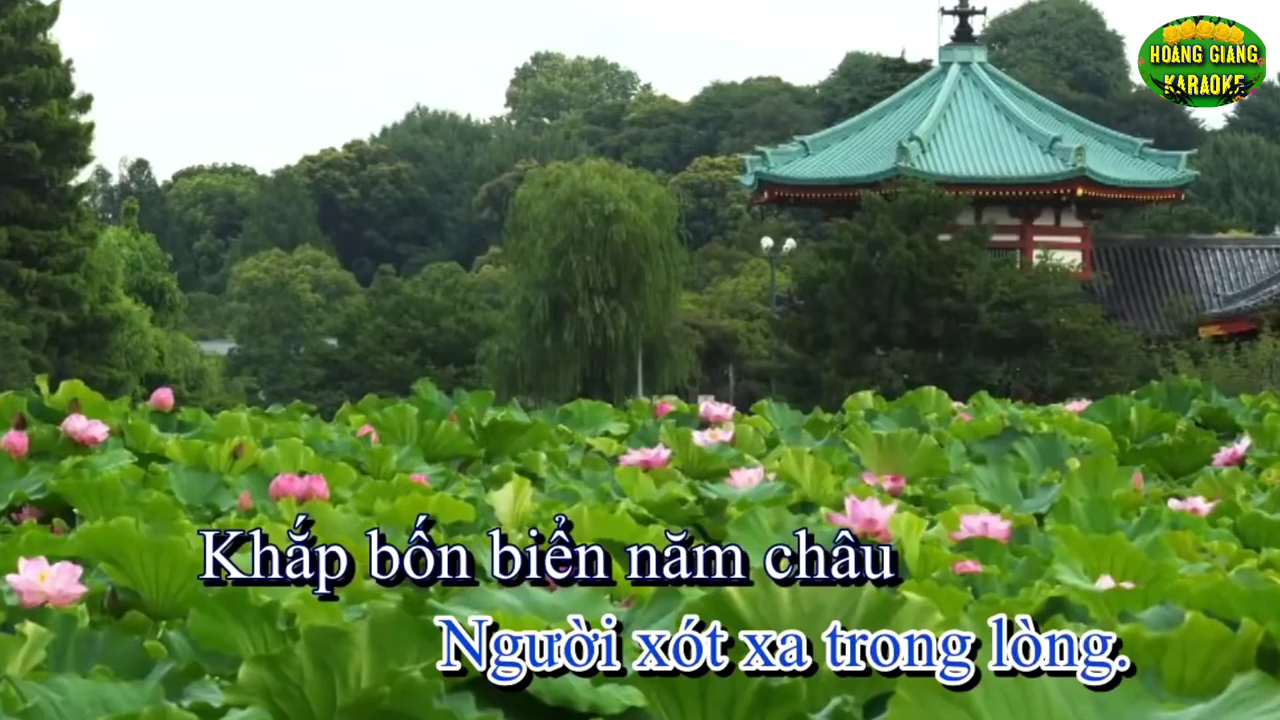 HOÀNG GIANG
KARAOKE
Khắp bốn biển năm châu
Người xót xa trong lòng.